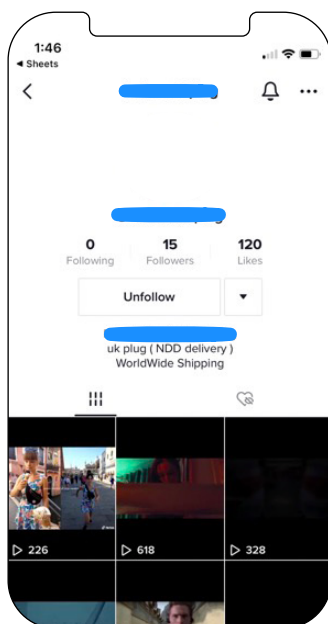 1:46
◀ Sheets
0 15 120
Following Followers Likes
Unfollow
uk plug ( NDD delivery )
WorldWide Shipping
226 618 328